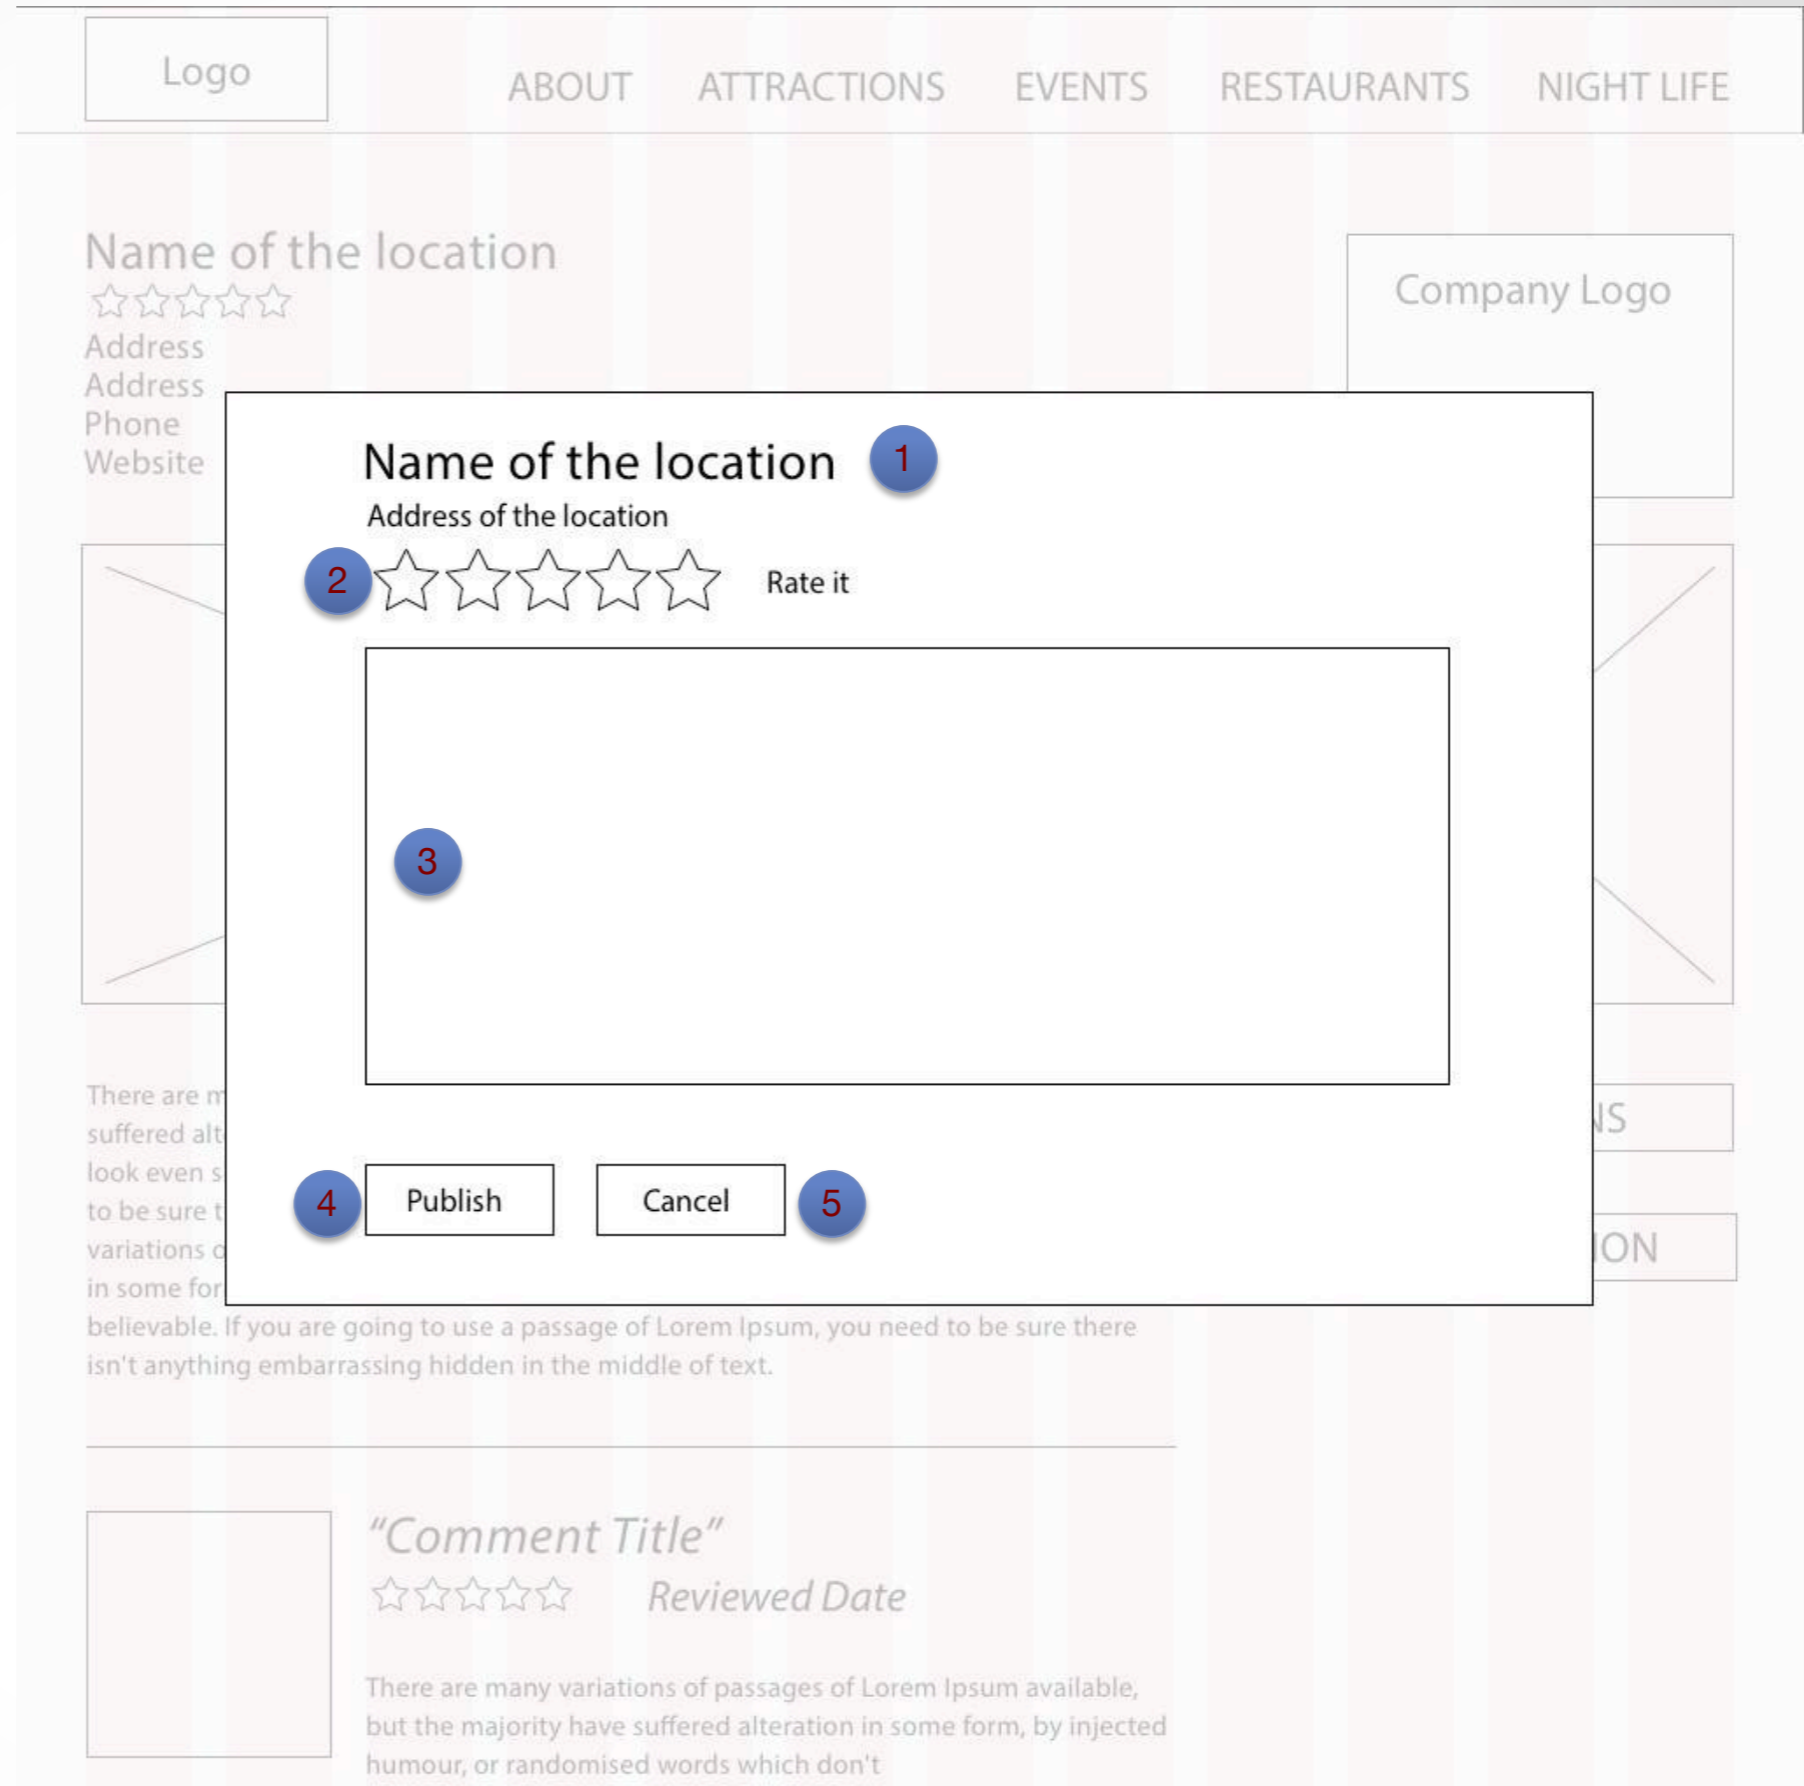 Logo
ABOUT ATTRACTIONS EVENTS RESTAURANTS NIGHT LIFE
Name of the location
Company Logo
Address
Address
Phone
Website
Name of the location 1
Address of the location
2 Rate it
3
4 Publish Cancel 5
There are m
suffered alt
look even s
to be sure t
variations o
in some for
NS
ION
believable. If you are going to use a passage of Lorem Ipsum, you need to be sure there
isn't anything embarrassing hidden in the middle of text.
“Comment Title”
Reviewed Date
There are many variations of passages of Lorem Ipsum available,
but the majority have suffered alteration in some form, by injected
humour, or randomised words which don't